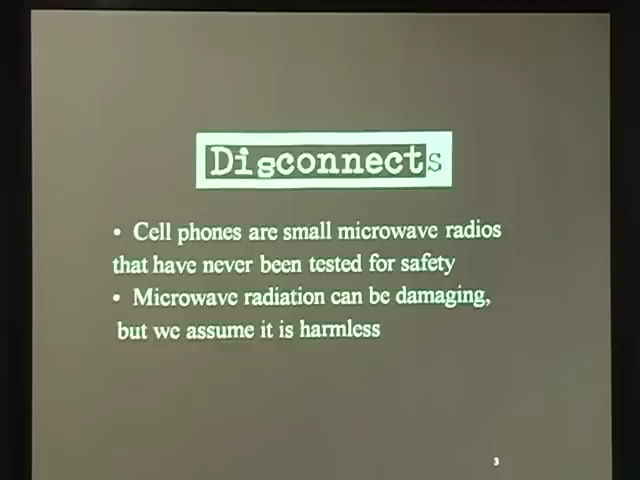 Disconnects
• Cell phones are small microwave radios
that have never been tested for safety
• Microwave radiation can be damaging,
but we assume it is harmless
3